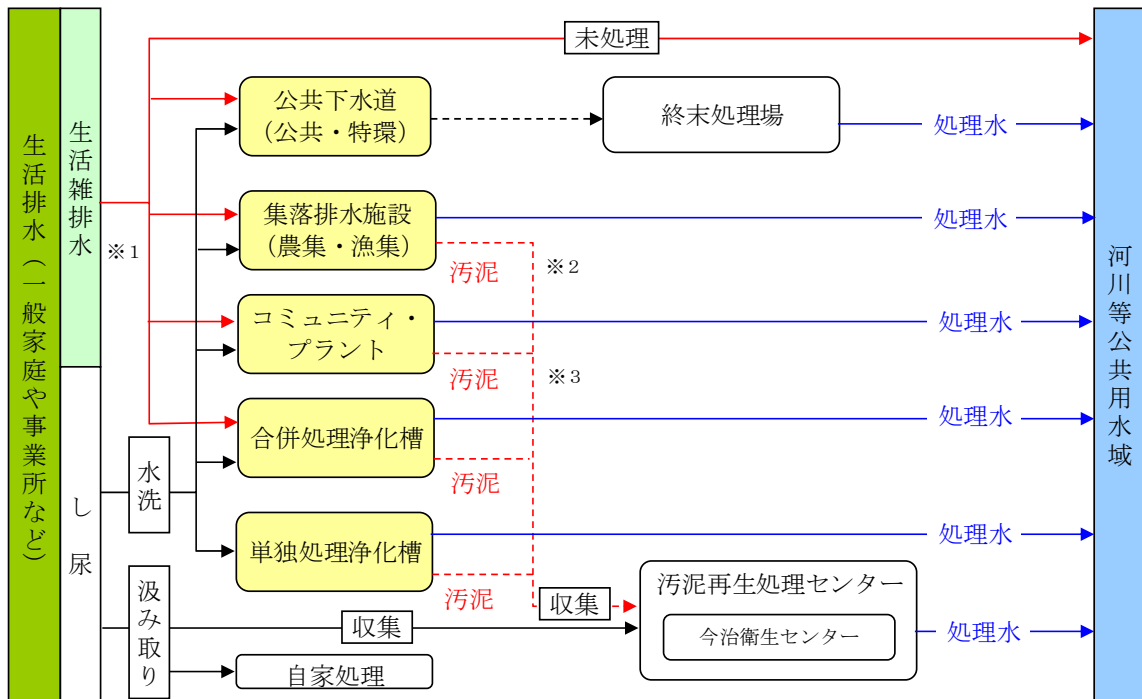 生活排水（一般家庭や事業所など）
生活雑排水
し尿
※1
水洗
汲み取り
未処理
公共下水道
（公共・特環）
終末処理場
処理水
集落排水施設
（農集・漁集）
処理水
汚泥
※2
コミュニティ・
プラント
処理水
汚泥
※3
合併処理浄化槽
処理水
汚泥
単独処理浄化槽
処理水
汚泥
収集
収集
汚泥再生処理センター
今治衛生センター
処理水
自家処理
河川等公共用水域